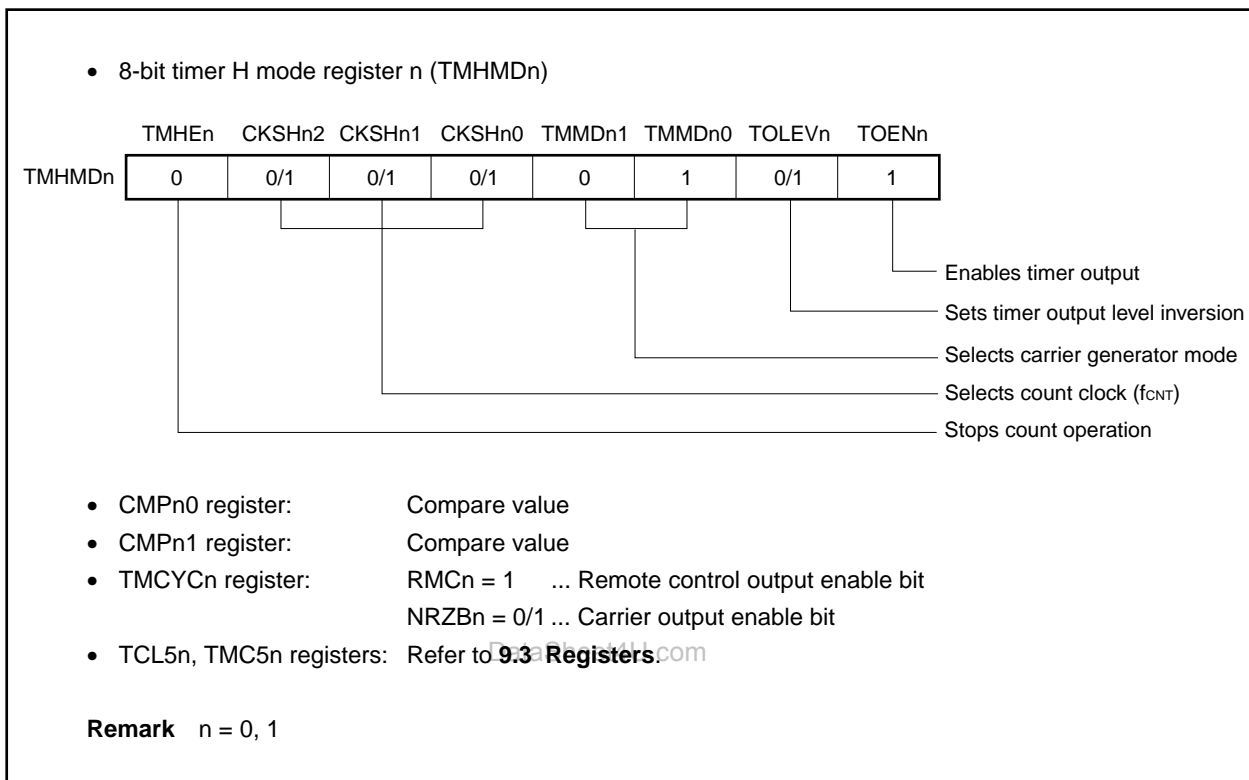 • 8-bit timer H mode register n (TMHMDn)
TMHEn CKSHn2 CKSHn1 CKSHn0 TMMDn1 TMMDn0 TOLEVn TOENn
TMHMDn 0 0/1 0/1 0/1 0 1 0/1 1
Enables timer output
Sets timer output level inversion
Selects carrier generator mode
Selects count clock (fCNT)
Stops count operation
• CMPn0 register: Compare value
• CMPn1 register: Compare value
• TMCYCn register: RMCn = 1 ... Remote control output enable bit
NRZBn = 0/1 ... Carrier output enable bit
• TCL5n, TMC5n registers: Refer to 9.3 Registers.
DataSheet4U.com
Remark n = 0, 1